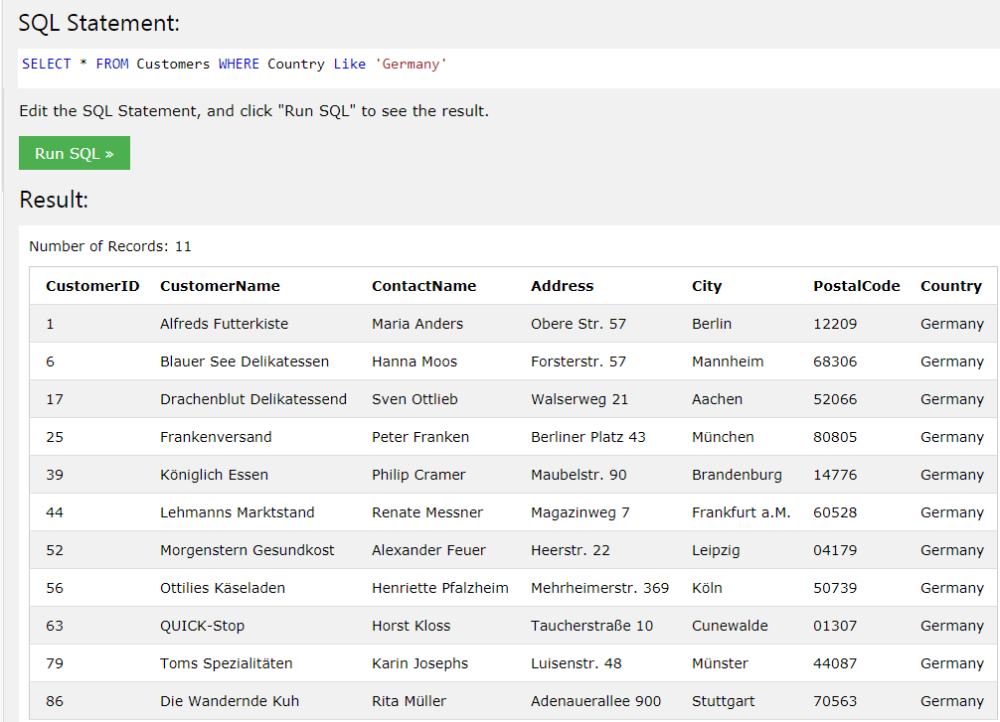 SQL Statement:
SELECT * FROM Customers WHERE Country Like 'Germany'
Edit the SQL Statement, and click "Run SQL" to see the result.
Run SQL »
Result:
Number of Records: 11
CustomerID CustomerName ContactName Address City PostalCode Country
1 Alfreds Futterkiste Maria Anders Obere Str. 57 Berlin 12209 Germany
6 Blauer See Delikatessen Hanna Moos Forsterstr. 57 Mannheim 68306 Germany
17 Drachenblut Delikatessend Sven Ottlieb Walserweg 21 Aachen 52066 Germany
25 Frankenversand Peter Franken Berliner Platz 43 München 80805 Germany
39 Königlich Essen Philip Cramer Maubelstr. 90 Brandenburg 14776 Germany
44 Lehmanns Marktstand Renate Messner Magazinweg 7 Frankfurt a.M. 60528 Germany
52 Morgenstern Gesundkost Alexander Feuer Heerstr. 22 Leipzig 04179 Germany
56 Ottilies Käseladen Henriette Pfalzheim Mehrheimerstr. 369 Köln 50739 Germany
63 QUICK-Stop Horst Kloss Taucherstraße 10 Cunewalde 01307 Germany
79 Toms Spezialitäten Karin Josephs Luisenstr. 48 Münster 44087 Germany
86 Die Wandernde Kuh Rita Müller Adenauerallee 900 Stuttgart 70563 Germany